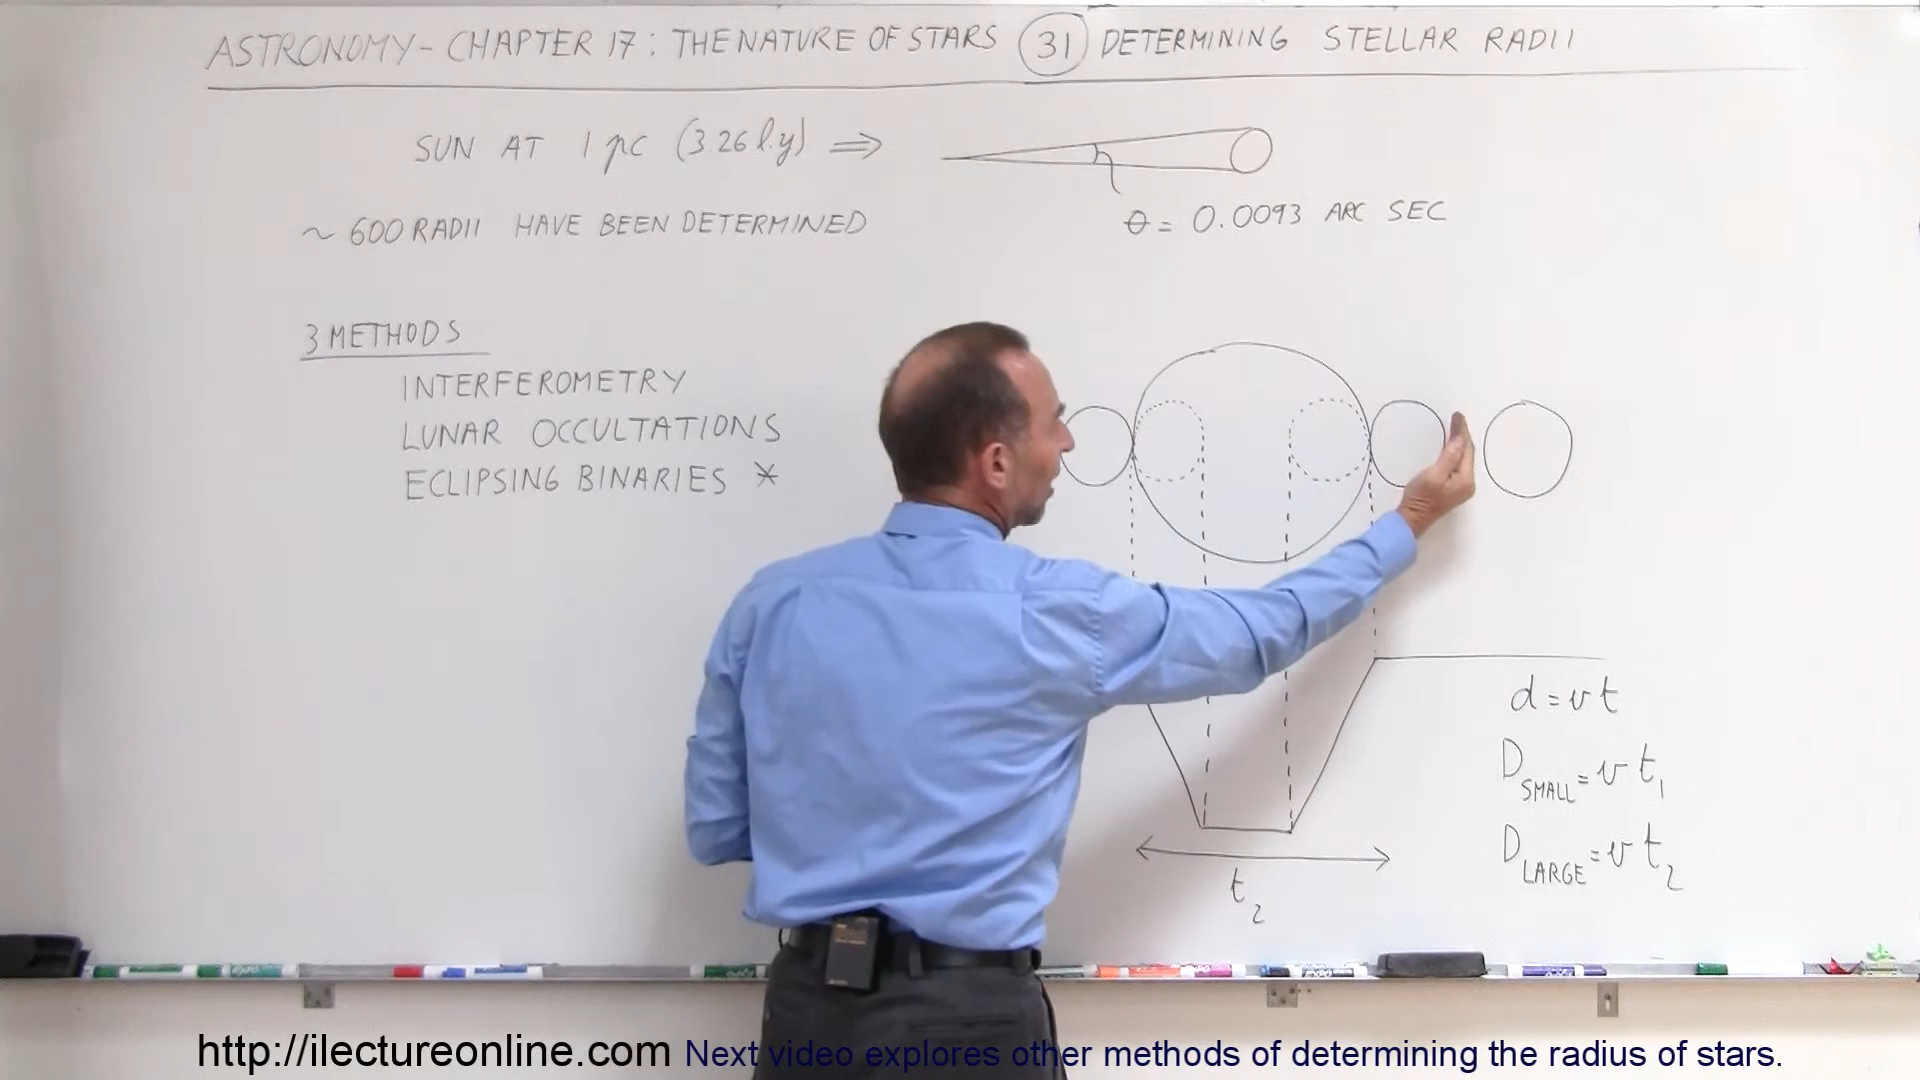 ASTRONOMY - CHAPTER 17: THE NATURE OF STARS 31 DETERMINING STELLAR RADII
SUN AT 1 pc (3.26 l.y) ⇒
θ = 0.0093 ARC SEC
~ 600 RADII HAVE BEEN DETERMINED
3 METHODS
INTERFEROMETRY
LUNAR OCCULTATIONS
ECLIPSING BINARIES *
d = v t
D SMALL = v t1
D LARGE = v t2
t2
http://ilectureonline.com Next video explores other methods of determining the radius of stars.